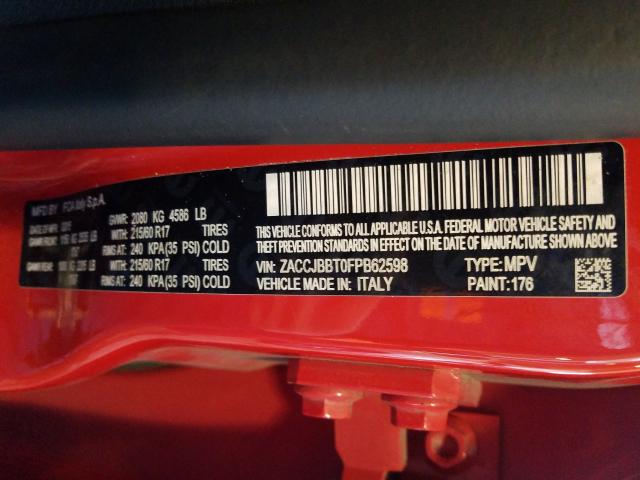 MFD BY FCA Italy S.p.A.
GVWR: 2080 KG 4586 LB
WITH: 215/60 R17 TIRES
RIMS AT: 240 KPA(35 PSI) COLD
WITH: 215/60 R17 TIRES
RIMS AT: 240 KPA(35 PSI) COLD
THIS VEHICLE CONFORMS TO ALL APPLICABLE U.S.A. FEDERAL MOTOR VEHICLE SAFETY AND
THEFT PREVENTION STANDARDS IN EFFECT ON THE DATE OF MANUFACTURE SHOWN ABOVE.
VIN: ZACCJBBT0FPB62598 TYPE: MPV
VEHICLE MADE IN: ITALY PAINT: 176